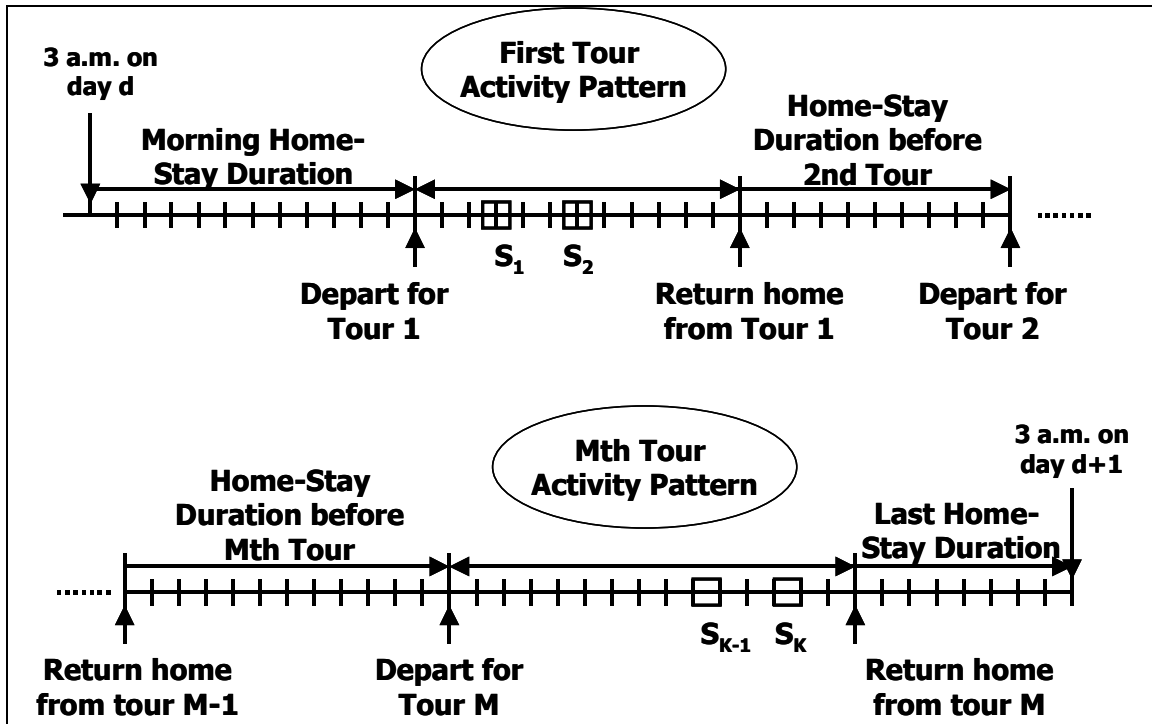 3 a.m. on
day d
First Tour
Activity Pattern
Morning Home-
Stay Duration
Home-Stay
Duration before
2nd Tour
S1
S2
Depart for
Tour 1
Return home
from Tour 1
Depart for
Tour 2
Mth Tour
Activity Pattern
3 a.m. on
day d+1
Home-Stay
Duration before
Mth Tour
Last Home-
Stay Duration
SK-1
SK
Return home
from tour M-1
Depart for
Tour M
Return home
from tour M